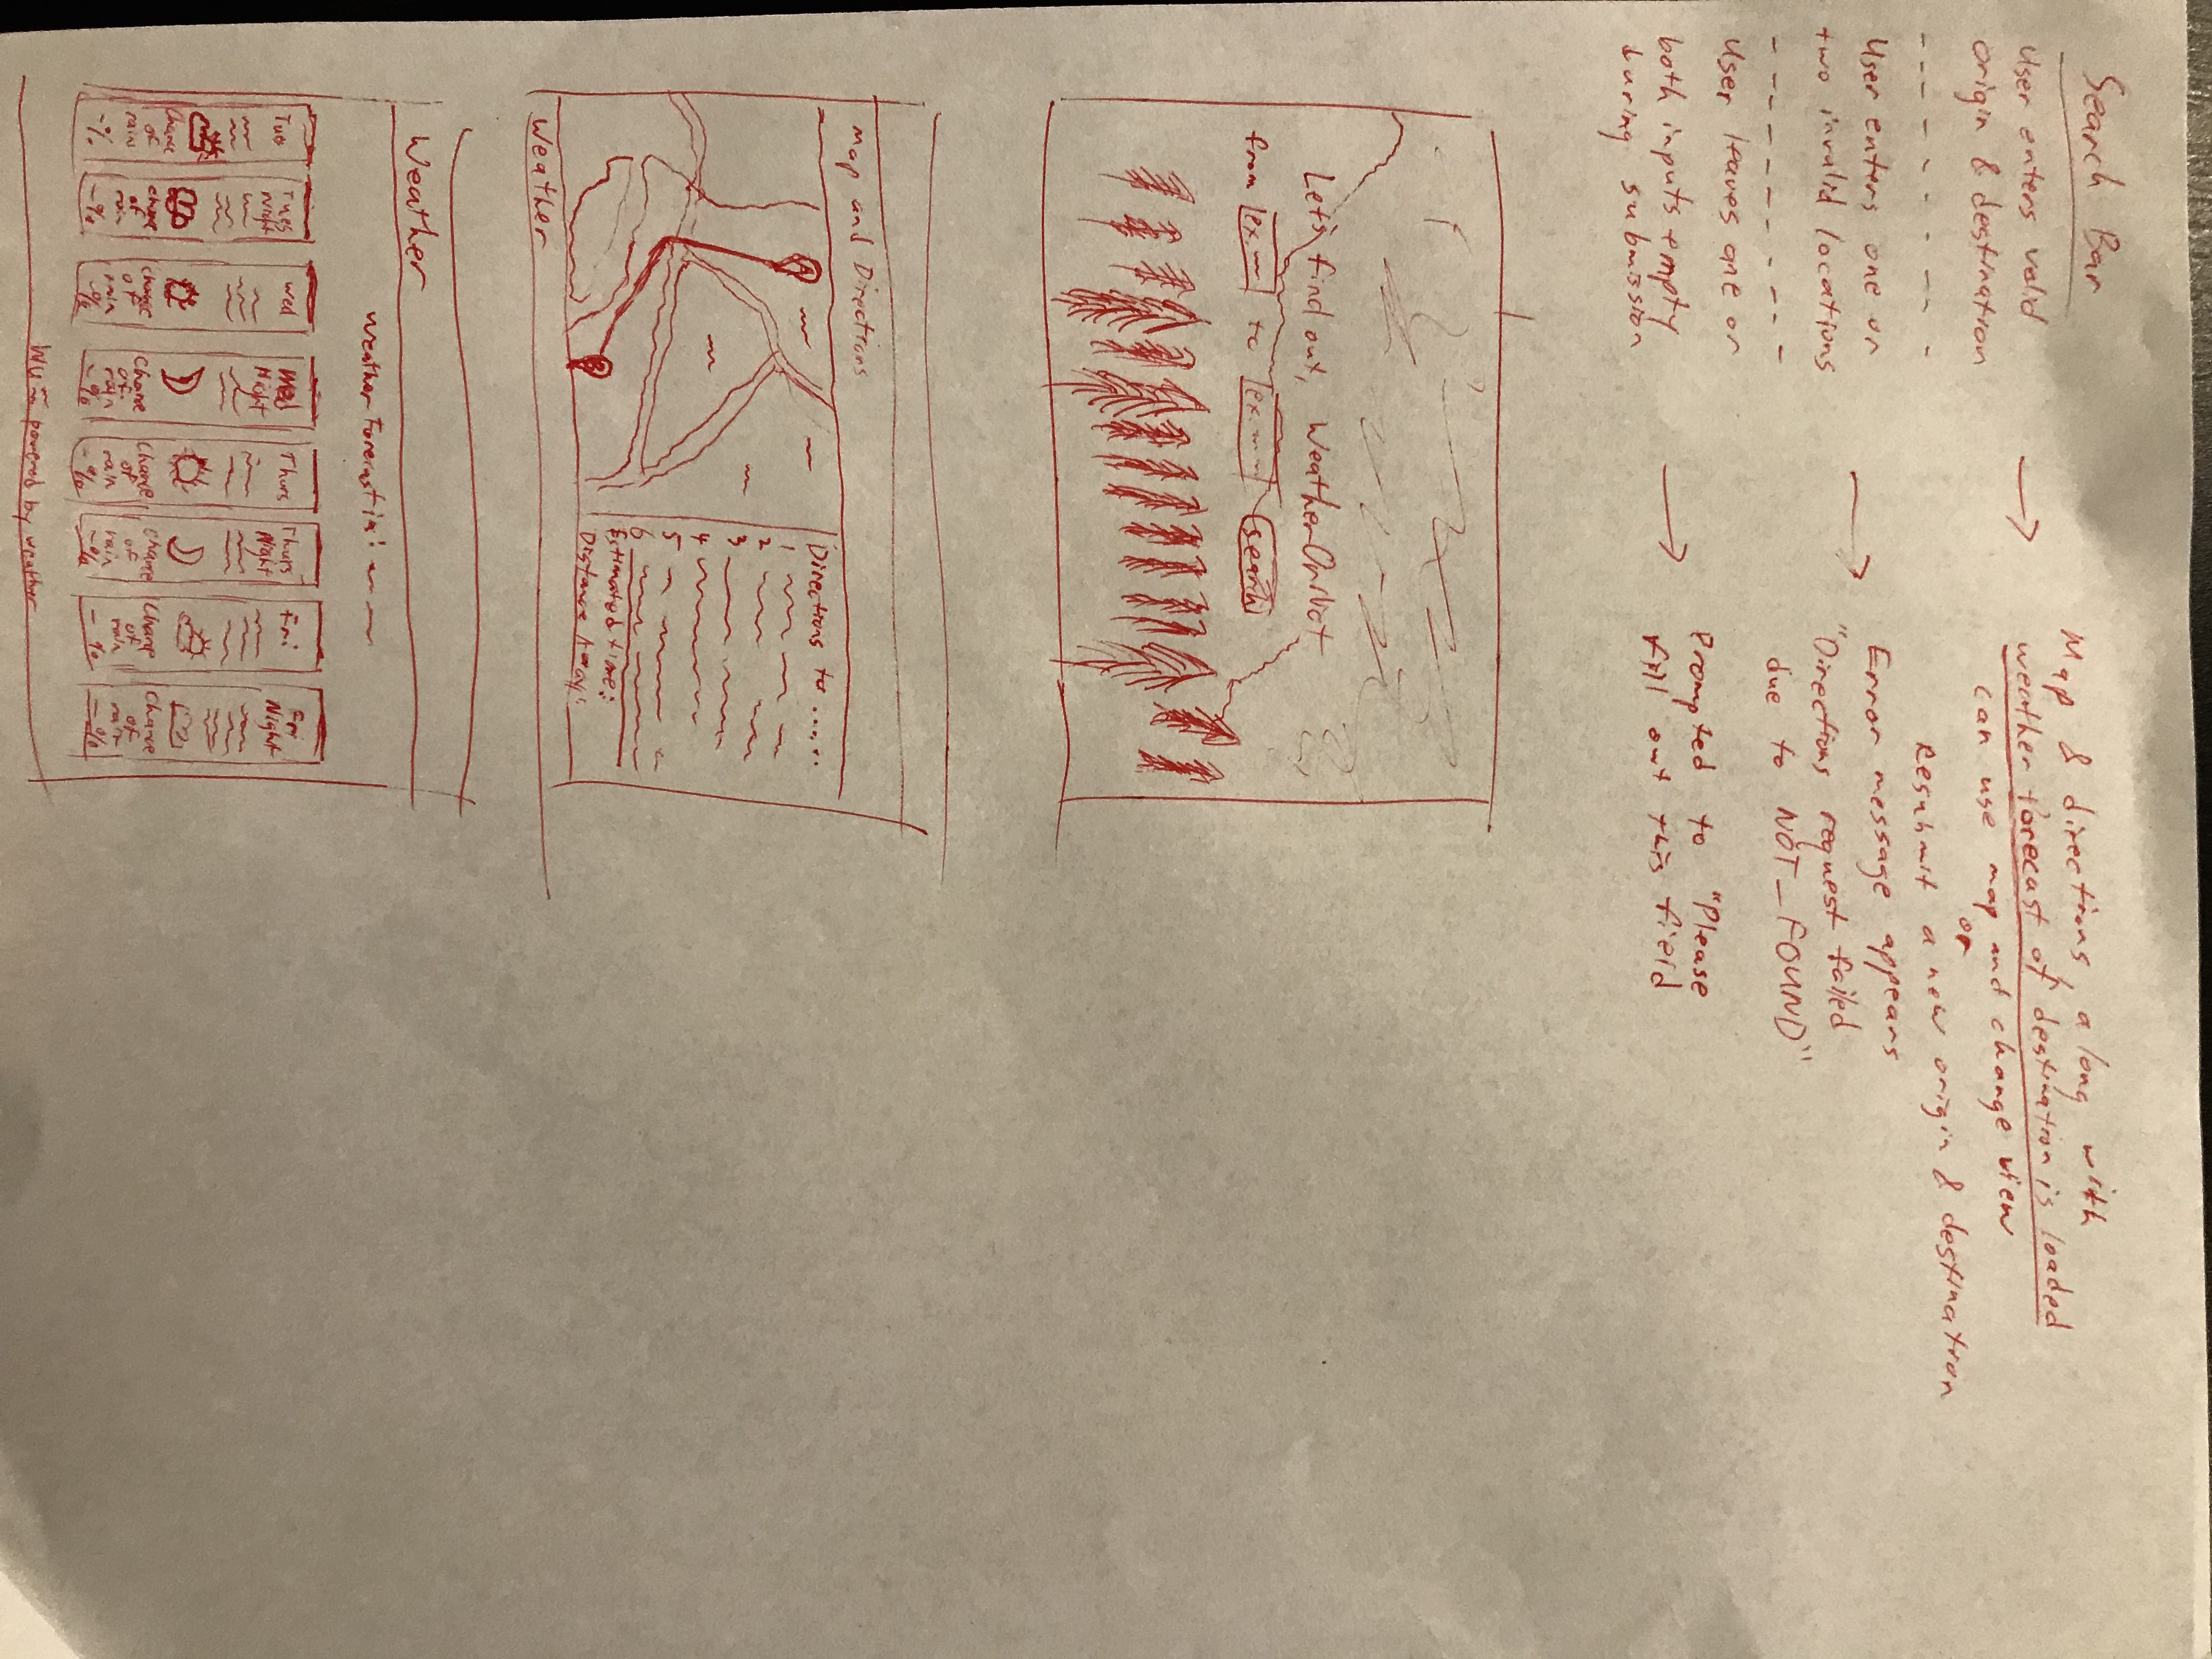 Search Bar
User enters valid
origin & destination
Map & directions, along with
weather forecast of destination is loaded
can use map and change view
or
Resubmit a new origin & destination
User enters one or
two invalid locations
Error message appears
"Directions request failed
due to NOT_FOUND"
User leaves one or
both inputs empty
during submission
Prompted to "Please
fill out this field
Let's find out,
from to search
Map and Directions
Directions to .....
1
2
3
4
5
6
Estimated time:
Distance Away:
Weather
Weather
Weather Forecast in:
Tue
Chance
of
rain
-%
Tues
Night
chance
of
rain
-%
Wed
chance
of
rain
-%
Wed
Night
Chance
of
rain
-%
Thurs
Chance
of
rain
-%
Thurs
Night
Chance
of
rain
-%
Fri
Chance
of
rain
-%
Fri
Night
Chance
of
rain
-%
powered by weather